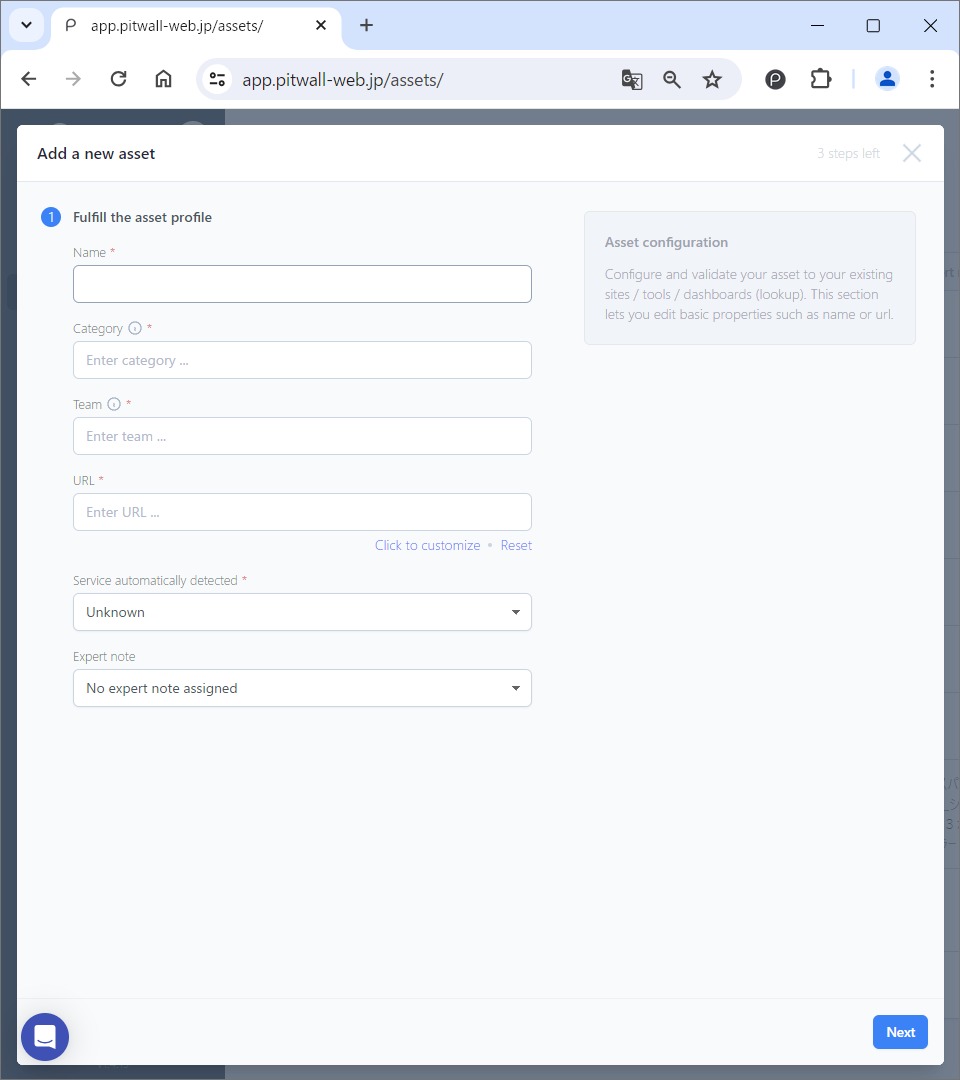 app.pitwall-web.jp/assets/
app.pitwall-web.jp/assets/
Add a new asset
3 steps left
1 Fulfill the asset profile
Name *
Category *
Enter category ...
Team *
Enter team ...
URL *
Enter URL ...
Click to customize • Reset
Service automatically detected *
Unknown
Expert note
No expert note assigned
Asset configuration
Configure and validate your asset to your existing
sites / tools / dashboards (lookup). This section
lets you edit basic properties such as name or url.
Next